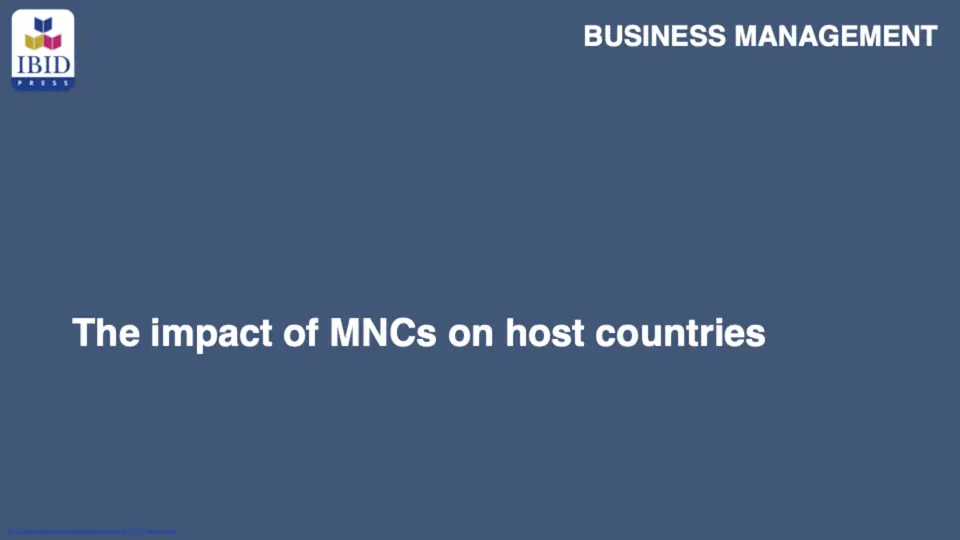 IBID
PRESS
BUSINESS MANAGEMENT
The impact of MNCs on host countries